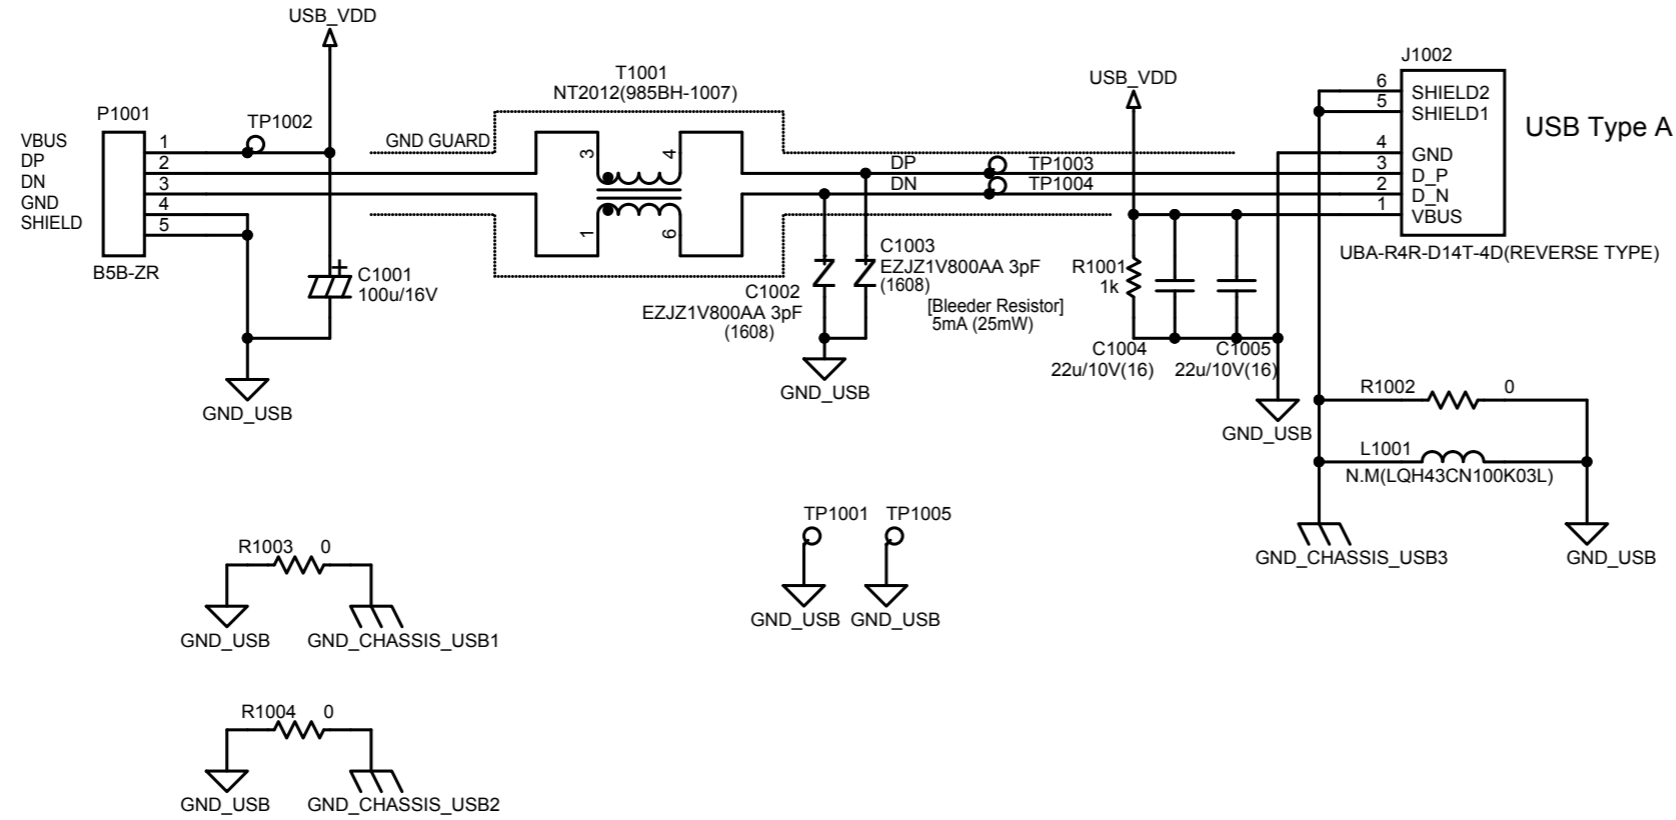 USB_VDD
T1001
NT2012(985BH-1007)
P1001
VBUS
DP
DN
GND
SHIELD
1
2
3
4
5
B5B-ZR
TP1002
GND GUARD
3
4
1
6
C1001
100u/16V
GND_USB
DP
DN
TP1003
TP1004
C1003
EZJZ1V800AA 3pF
(1608)
C1002
EZJZ1V800AA 3pF
(1608)
[Bleeder Resistor]
5mA (25mW)
GND_USB
USB_VDD
R1001
1k
C1004
22u/10V(16)
C1005
22u/10V(16)
GND_USB
J1002
6
5
4
3
2
1
SHIELD2
SHIELD1
GND
D_P
D_N
VBUS
USB Type A
UBA-R4R-D14T-4D(REVERSE TYPE)
R1002 0
L1001
N.M(LQH43CN100K03L)
GND_CHASSIS_USB3
GND_USB
TP1001 TP1005
GND_USB GND_USB
R1003 0
GND_USB GND_CHASSIS_USB1
R1004 0
GND_USB GND_CHASSIS_USB2